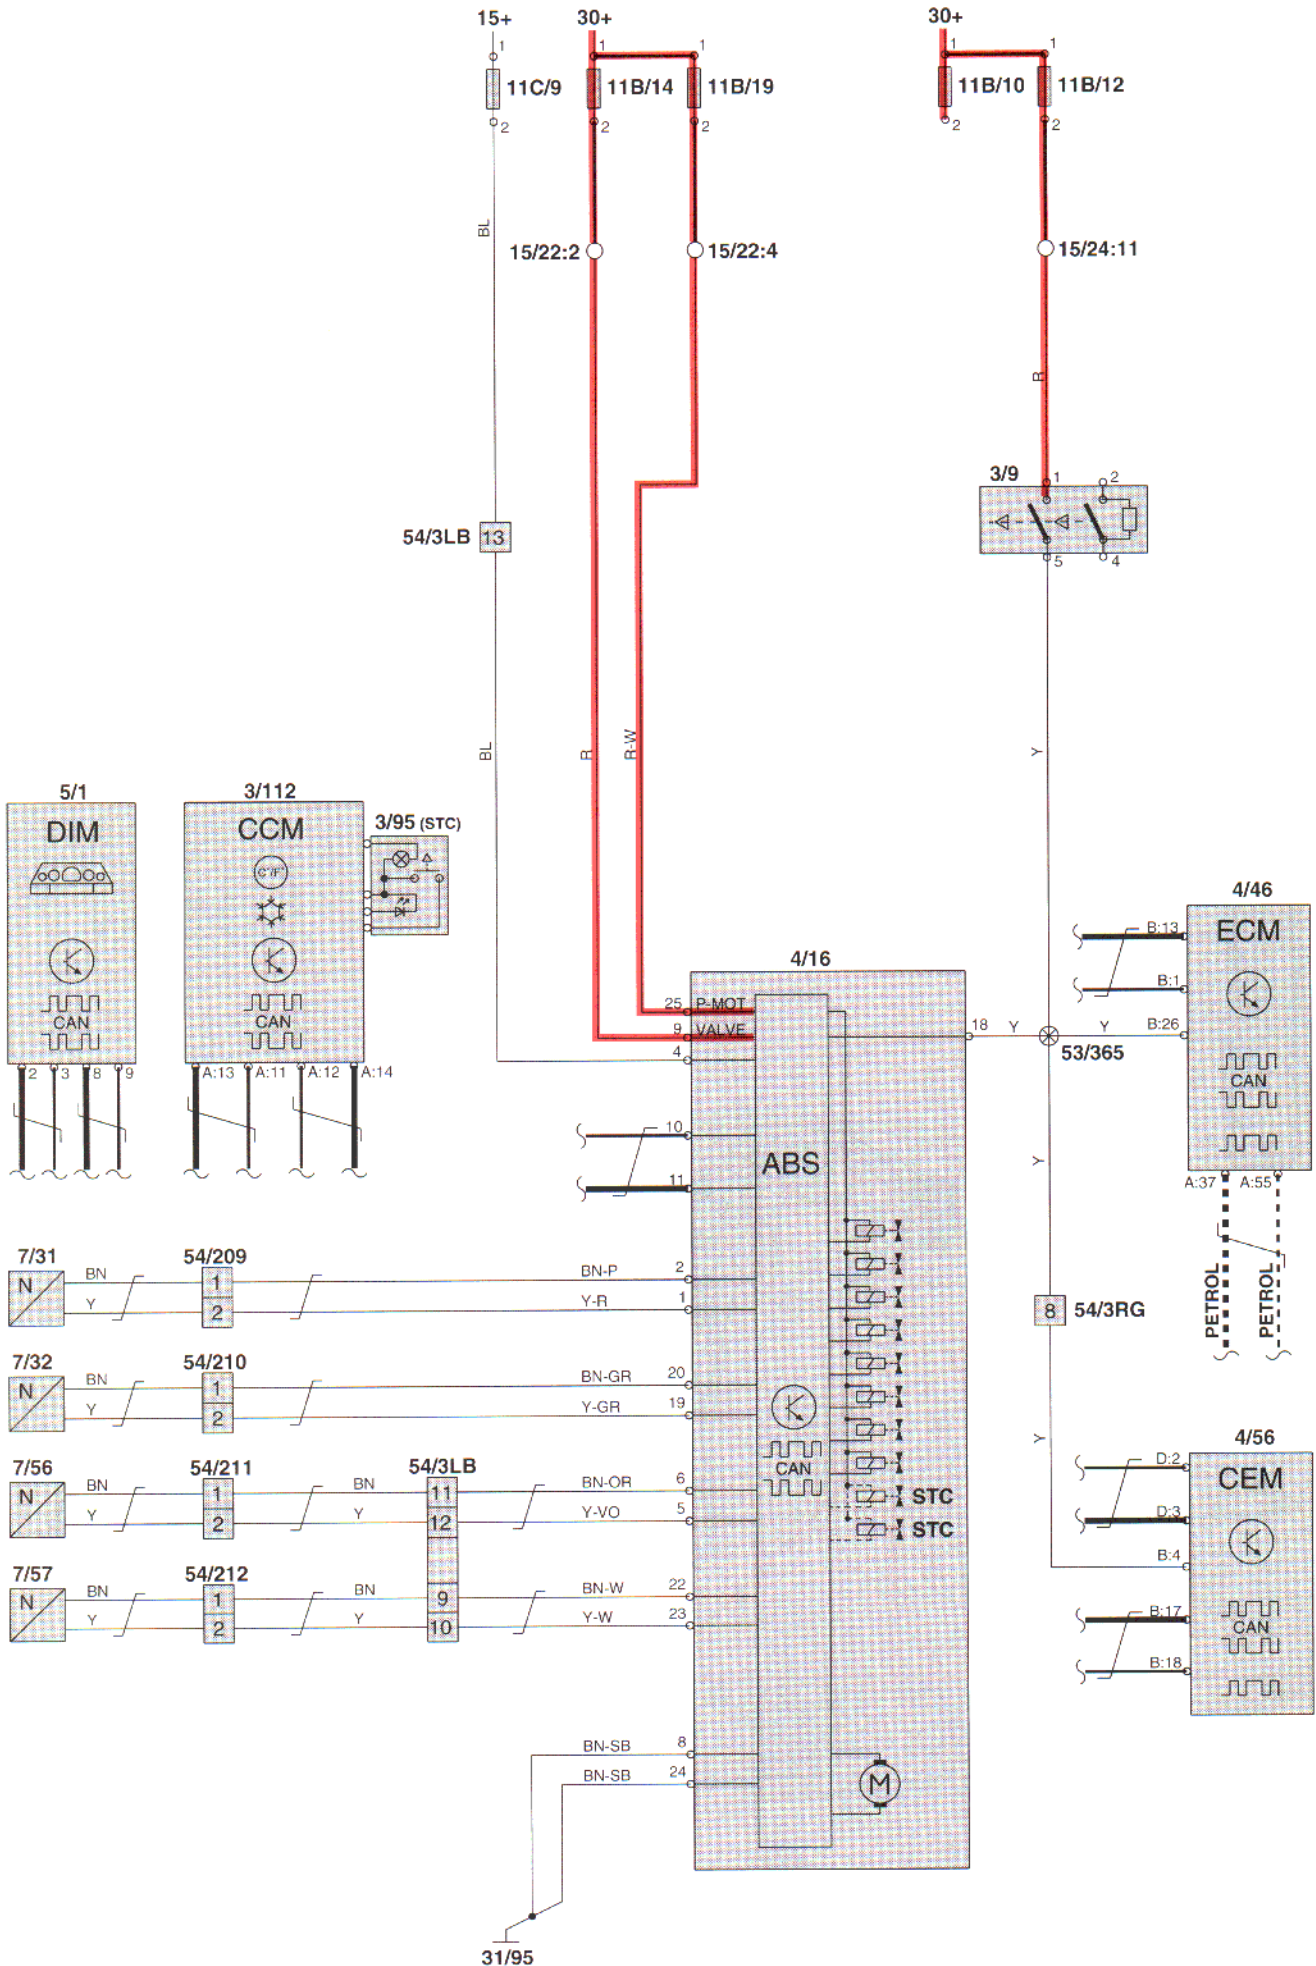 15+ 30+ 30+
1 1 1 1 1
11C/9 11B/14 11B/19 11B/10 11B/12
2 2 2 2 2
BL
15/22:2 15/22:4 15/24:11
R
3/9
1 2
54/3LB 13
5 4
BL R R-W Y
5/1 3/112
DIM CCM 3/95 (STC)
C°/F°
4/46
B:13 ECM
4/16
B:1
25 P-MOT
CAN CAN
9 VALVE 18 Y Y B:26
4 53/365
2 3 8 9 A:13 A:11 A:12 A:14
CAN
10
ABS Y
11 A:37 A:55
7/31 54/209
N BN 1 BN-P 2
Y 2 Y-R 1
8 54/3RG PETROL PETROL
7/32 54/210
N BN 1 BN-GR 20
Y 2 Y-GR 19
Y 4/56
7/56 54/211 54/3LB
CAN D:2 CEM
N BN 1 BN 11 BN-OR 6
STC
Y 2 Y 12 Y-VO 5 D:3
STC
B:4
7/57 54/212
N BN 1 BN 9 BN-W 22
B:17
Y 2 Y 10 Y-W 23 CAN
B:18
BN-SB 8
BN-SB 24
M
31/95